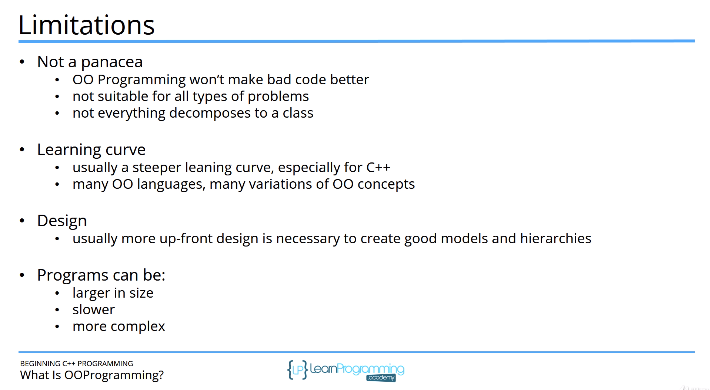 Limitations
• Not a panacea
• OO Programming won't make bad code better
• not suitable for all types of problems
• not everything decomposes to a class
• Learning curve
• usually a steeper leaning curve, especially for C++
• many OO languages, many variations of OO concepts
• Design
• usually more up-front design is necessary to create good models and hierarchies
• Programs can be:
• larger in size
• slower
• more complex
BEGINNING C++ PROGRAMMING
What Is OOProgramming?
{LP} LearnProgramming
academy